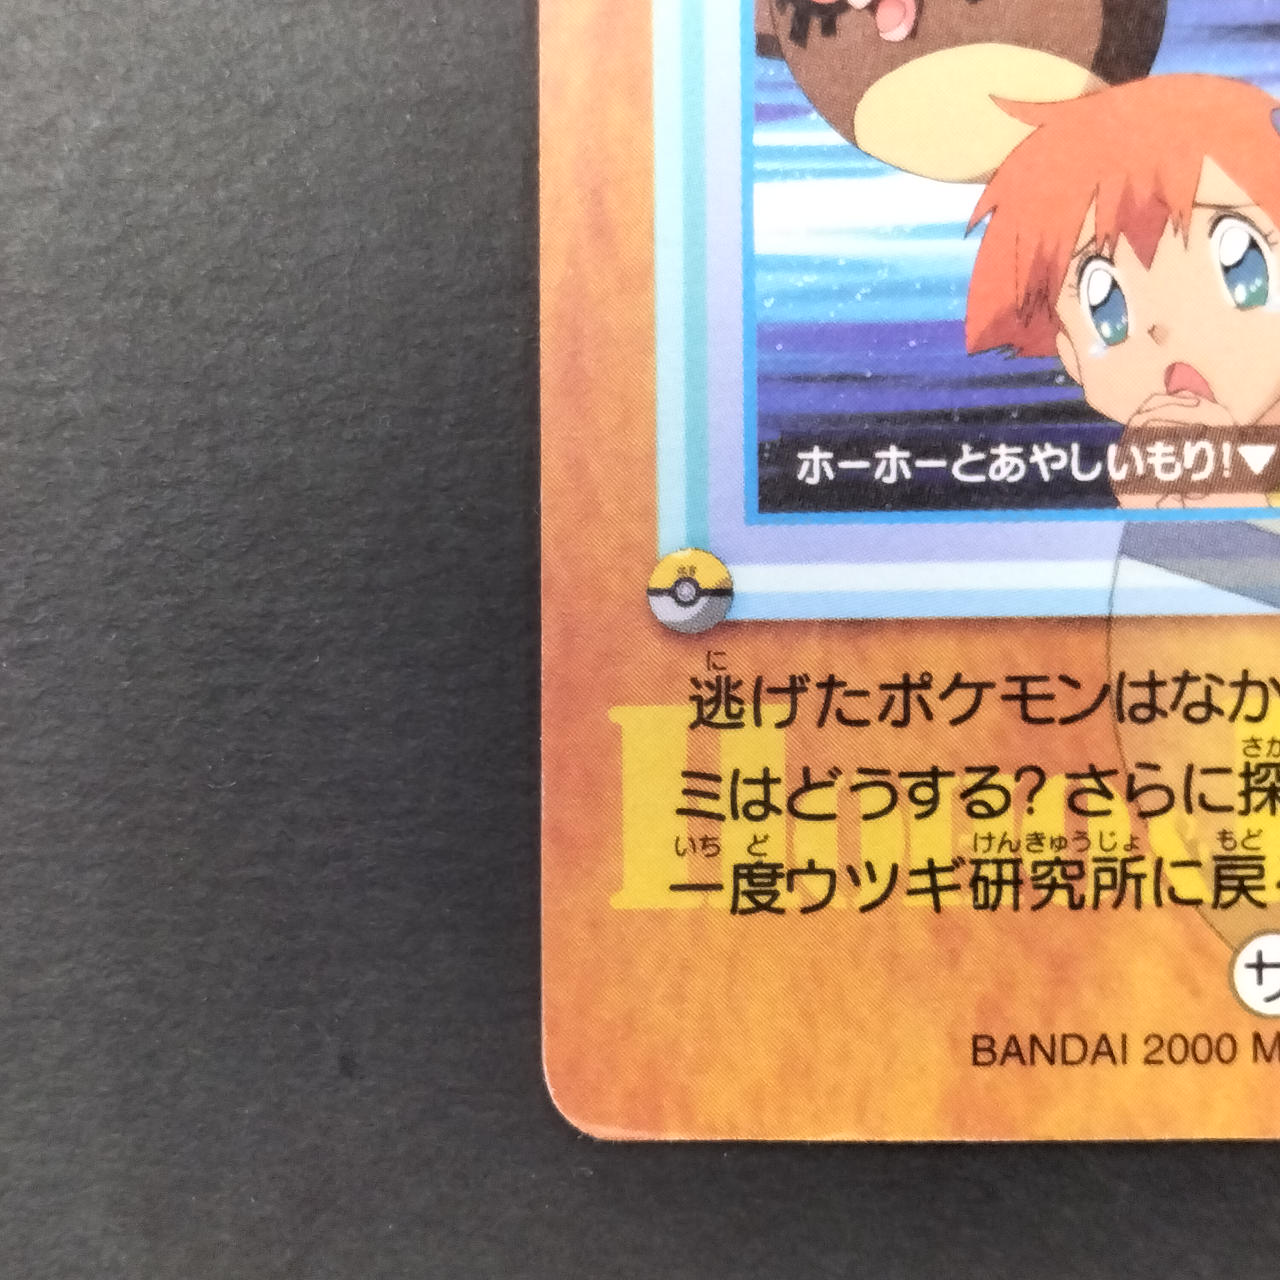 ホーホーとあやしいもり!▼
に
逃げたポケモンはなか
さか
ミはどうする? さらに探
いち ど けんきゅうじょ もど
一度ウツギ研究所に戻
サ
BANDAI 2000 M